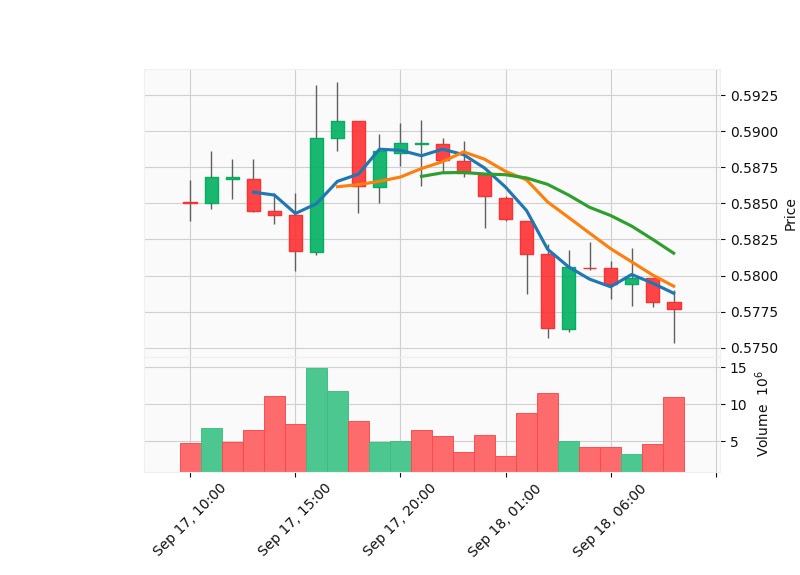 0.5925
0.5900
0.5875
0.5850
0.5825
0.5800
0.5775
0.5750
Price
15
10
5
Volume 10^6
Sep 17, 10:00
Sep 17, 15:00
Sep 17, 20:00
Sep 18, 01:00
Sep 18, 06:00